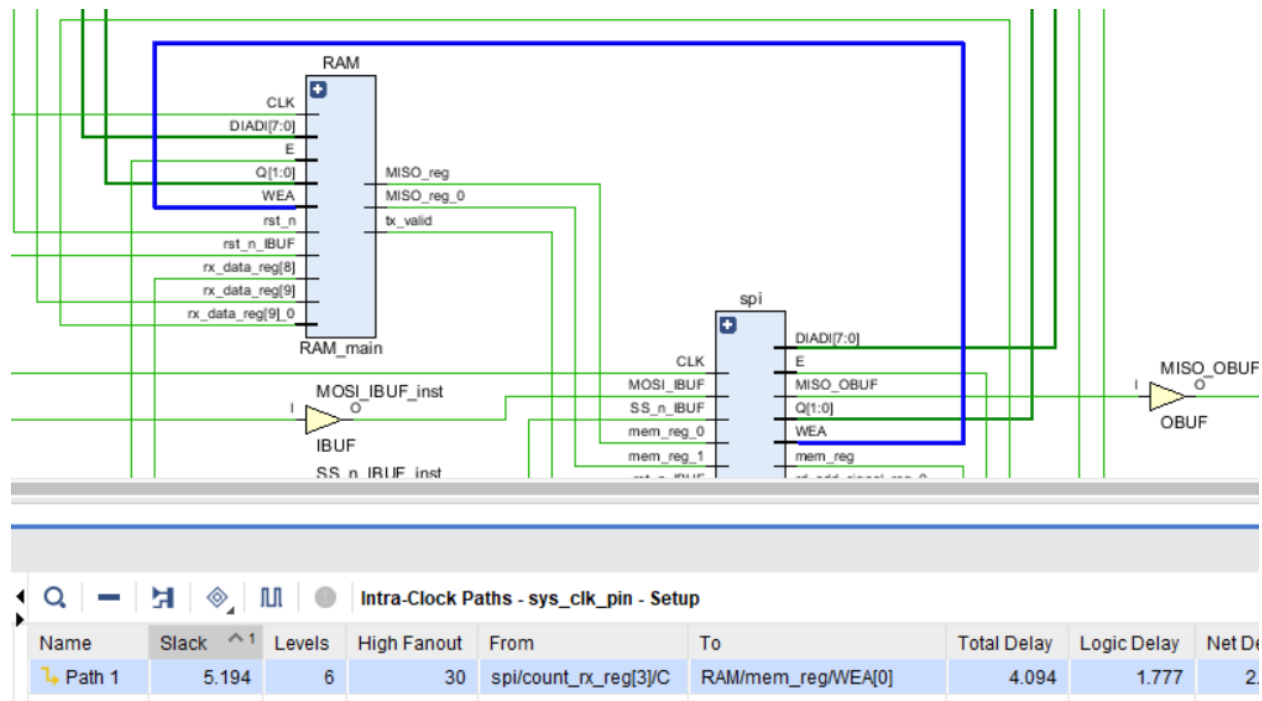 RAM
CLK
DIADI[7:0]
E
Q[1:0]
WEA
rst_n
rst_n_IBUF
rx_data_reg[8]
rx_data_reg[9]
rx_data_reg[9]_0
MISO_reg
MISO_reg_0
tx_valid
RAM_main
MOSI_IBUF_inst
I
O
IBUF
SS_n_IBUF_inst
spi
CLK
MOSI_IBUF
SS_n_IBUF
mem_reg_0
mem_reg_1
DIADI[7:0]
E
MISO_OBUF
Q[1:0]
WEA
mem_reg
MISO_OBUF
I
O
OBUF
Intra-Clock Paths - sys_clk_pin - Setup
Name Slack ^1 Levels High Fanout From To Total Delay Logic Delay Net De
Path 1 5.194 6 30 spi/count_rx_reg[3]/C RAM/mem_reg/WEA[0] 4.094 1.777 2.